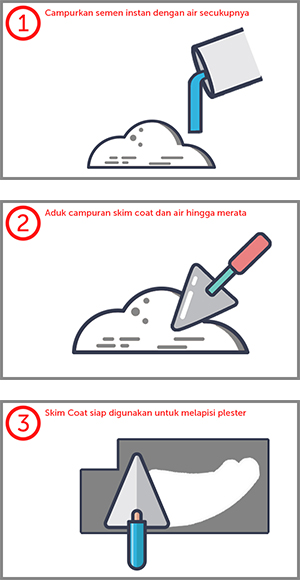 1
Campurkan semen instan dengan air secukupnya
2
Aduk campuran skim coat dan air hingga merata
3
Skim Coat siap digunakan untuk melapisi plester